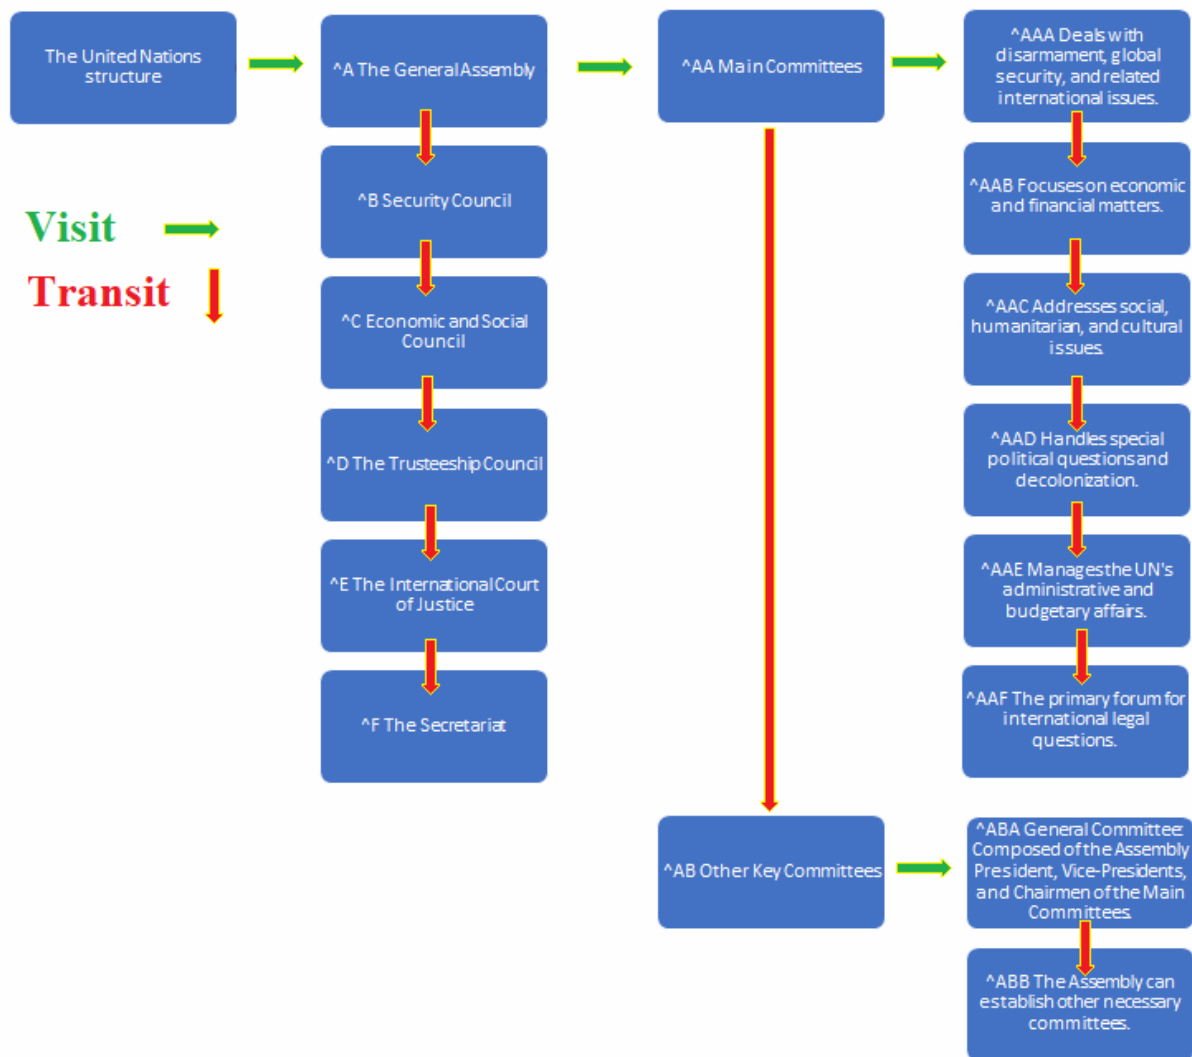 The United Nations
structure
^A The General Assembly
^B Security Council
^C Economic and Social
Council
^D The Trusteeship Council
^E The International Court
of Justice
^F The Secretariat
Visit
Transit
^AA Main Committees
^AB Other Key Committees
^AAA Deals with
disarmament, global
security, and related
international issues.
^AAB Focuses on economic
and financial matters.
^AAC Addresses social,
humanitarian, and cultural
issues.
^AAD Handles special
political questions and
decolonization.
^AAE Manages the UN's
administrative and
budgetary affairs.
^AAF The primary forum for
international legal
questions.
^ABA General Committee:
Composed of the Assembly
President, Vice-Presidents,
and Chairmen of the Main
Committees.
^ABB The Assembly can
establish other necessary
committees.